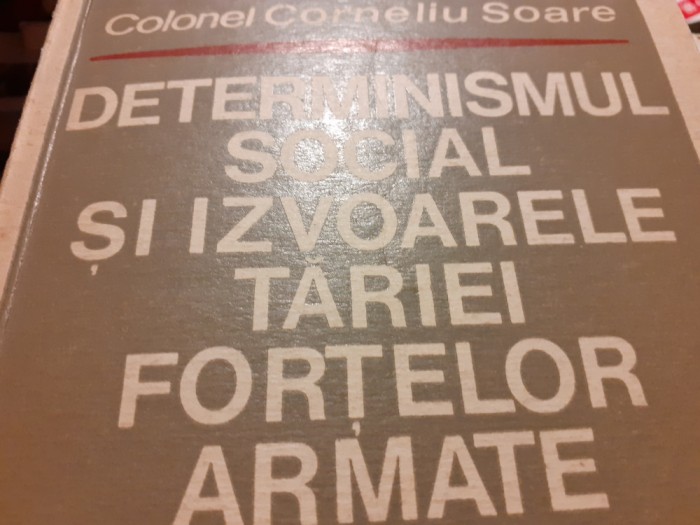 Colonel Corneliu Soare
DETERMINISMUL
SOCIAL
ȘI IZVOARELE
TĂRIEI
FORȚELOR
ARMATE